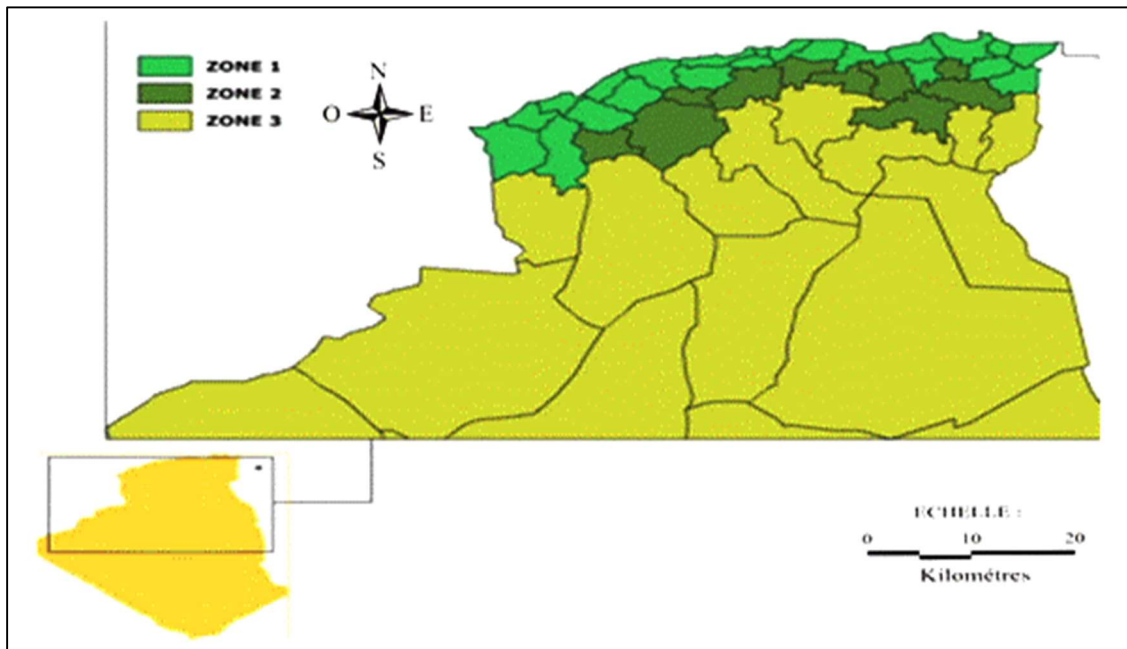 ZONE 1
ZONE 2
ZONE 3
N
O E
S
ECHELLE :
0 10 20
Kilométres